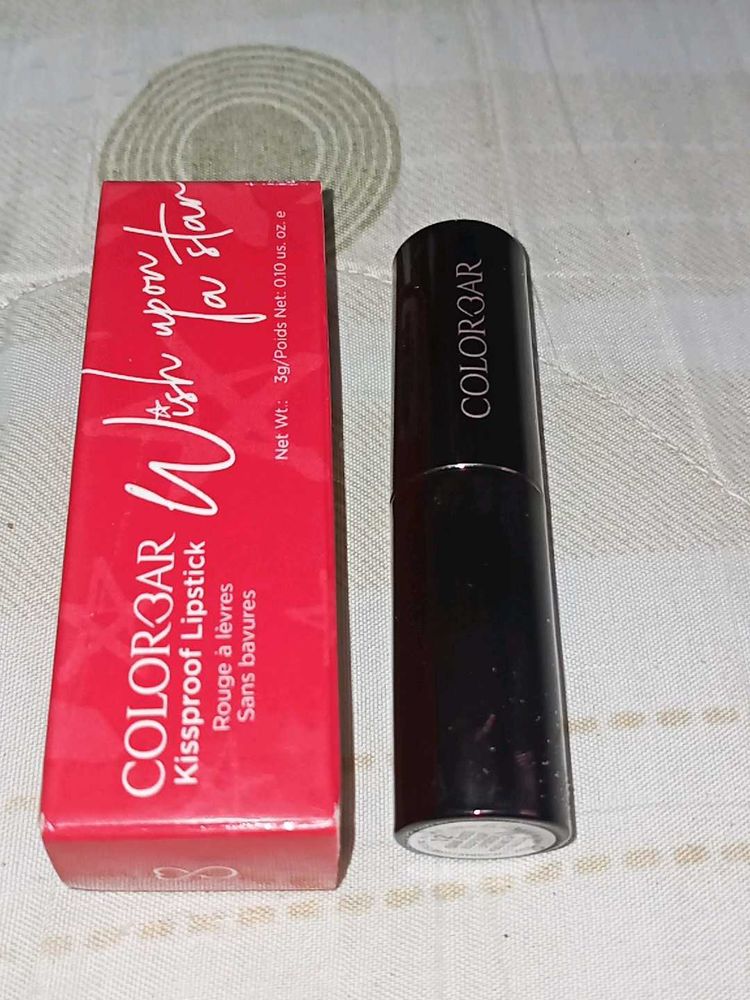 COLORBAR Wish upon a star
Kissproof Lipstick
Rouge à lèvres
Sans bavures
Net Wt.: 3g/Poids Net: 0.10 us. oz. e
COLORBAR